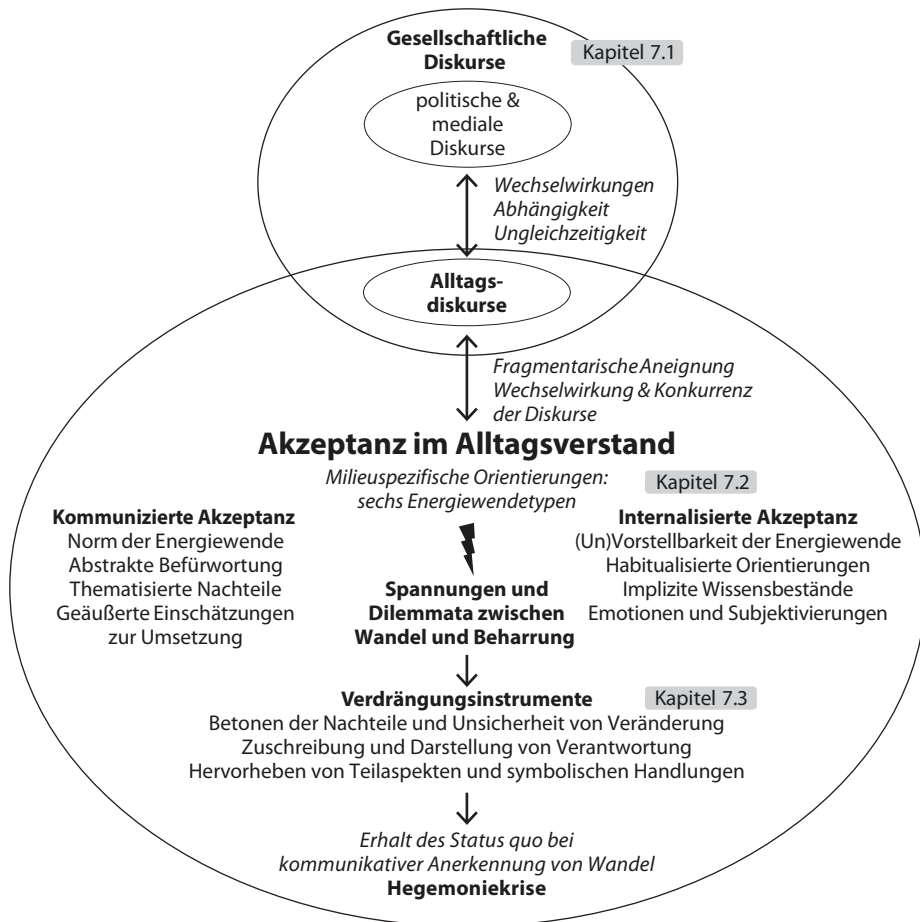 Gesellschaftliche
Diskurse
Kapitel 7.1
politische &
mediale
Diskurse
Wechselwirkungen
Abhängigkeit
Ungleichzeitigkeit
Alltags-
diskurse
Fragmentarische Aneignung
Wechselwirkung & Konkurrenz
der Diskurse
Akzeptanz im Alltagsverstand
Milieuspezifische Orientierungen:
sechs Energiewendetypen
Kapitel 7.2
Kommunizierte Akzeptanz
Norm der Energiewende
Abstrakte Befürwortung
Thematisierte Nachteile
Geäußerte Einschätzungen
zur Umsetzung
Spannungen und
Dilemmata zwischen
Wandel und Beharrung
Internalisierte Akzeptanz
(Un)Vorstellbarkeit der Energiewende
Habitualisierte Orientierungen
Implizite Wissensbestände
Emotionen und Subjektivierungen
Verdrängungsinstrumente
Kapitel 7.3
Betonen der Nachteile und Unsicherheit von Veränderung
Zuschreibung und Darstellung von Verantwortung
Hervorheben von Teilaspekten und symbolischen Handlungen
Erhalt des Status quo bei
kommunikativer Anerkennung von Wandel
Hegemoniekrise